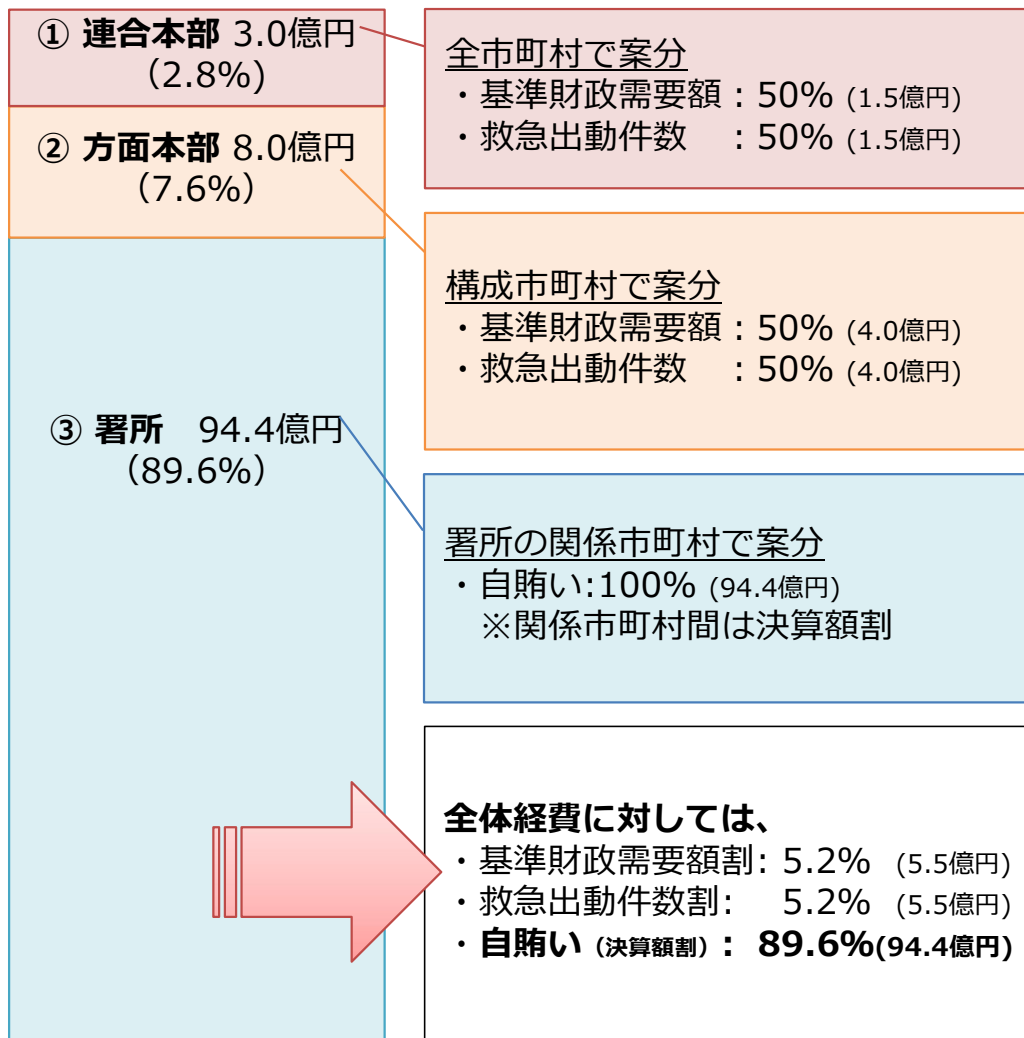 ① 連合本部 3.0億円
(2.8%)
② 方面本部 8.0億円
(7.6%)
③ 署所　94.4億円
(89.6%)
全市町村で案分
・基準財政需要額：50% (1.5億円)
・救急出動件数　：50% (1.5億円)
構成市町村で案分
・基準財政需要額：50% (4.0億円)
・救急出動件数　：50% (4.0億円)
署所の関係市町村で案分
・自賄い:100% (94.4億円)
※関係市町村間は決算額割
全体経費に対しては、
・基準財政需要額割: 5.2% (5.5億円)
・救急出動件数割:　5.2% (5.5億円)
・自賄い（決算額割）: 89.6%(94.4億円)